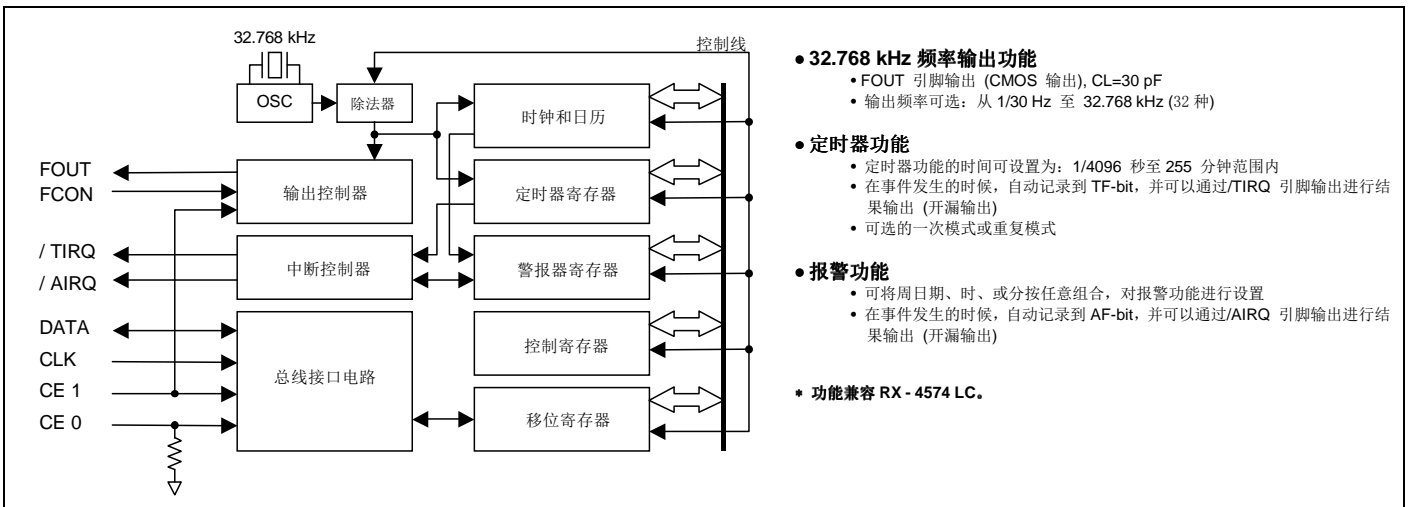 32.768 kHz
控制线
OSC
除法器
时钟和日历
FOUT
FCON
输出控制器
定时器寄存器
/ TIRQ
/ AIRQ
中断控制器
警报器寄存器
DATA
CLK
CE 1
CE 0
总线接口电路
控制寄存器
移位寄存器
● 32.768 kHz 频率输出功能
• FOUT 引脚输出 (CMOS 输出), CL=30 pF
• 输出频率可选：从 1/30 Hz 至 32.768 kHz (32 种)
● 定时器功能
• 定时器功能的时间可设置为：1/4096 秒至 255 分钟范围内
• 在事件发生的时候，自动记录到 TF-bit，并可以通过/TIRQ 引脚输出进行结
果输出 (开漏输出)
• 可选的一次模式或重复模式
● 报警功能
• 可将周日期、时、或分按任意组合，对报警功能进行设置
• 在事件发生的时候，自动记录到 AF-bit，并可以通过/AIRQ 引脚输出进行结
果输出 (开漏输出)
* 功能兼容 RX - 4574 LC。